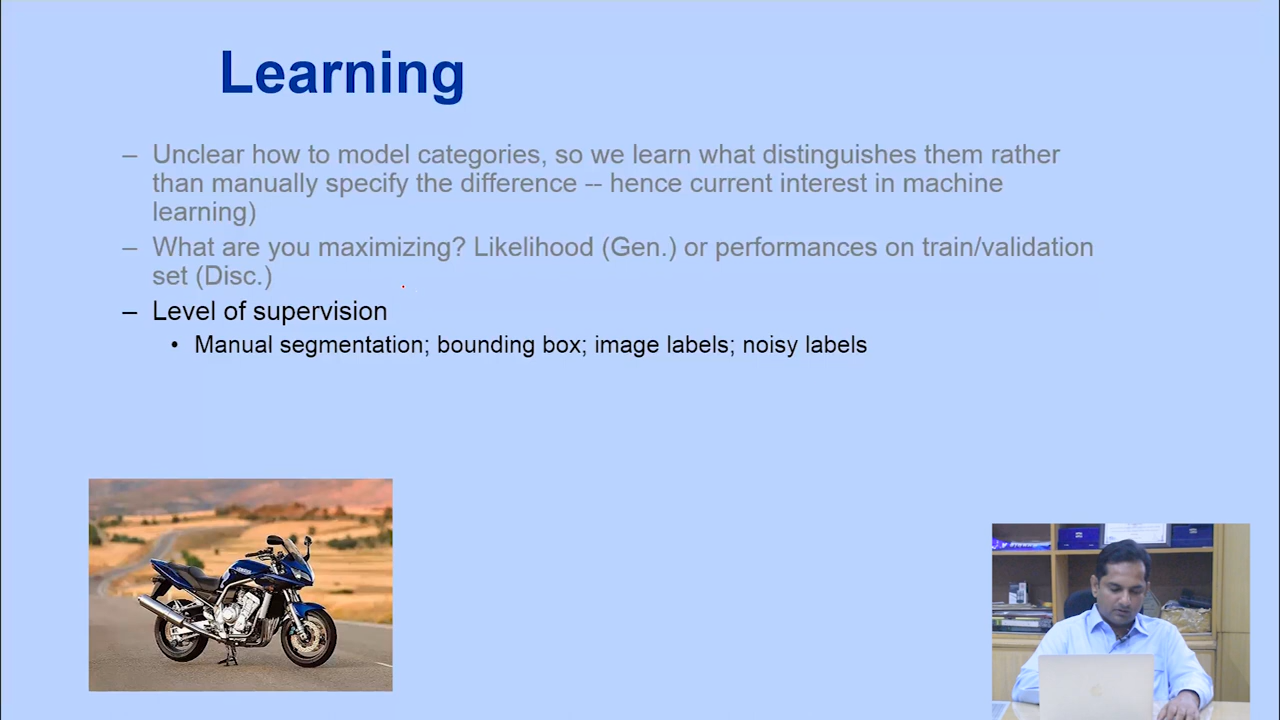 Learning
– Unclear how to model categories, so we learn what distinguishes them rather
than manually specify the difference -- hence current interest in machine
learning)
– What are you maximizing? Likelihood (Gen.) or performances on train/validation
set (Disc.)
– Level of supervision
• Manual segmentation; bounding box; image labels; noisy labels